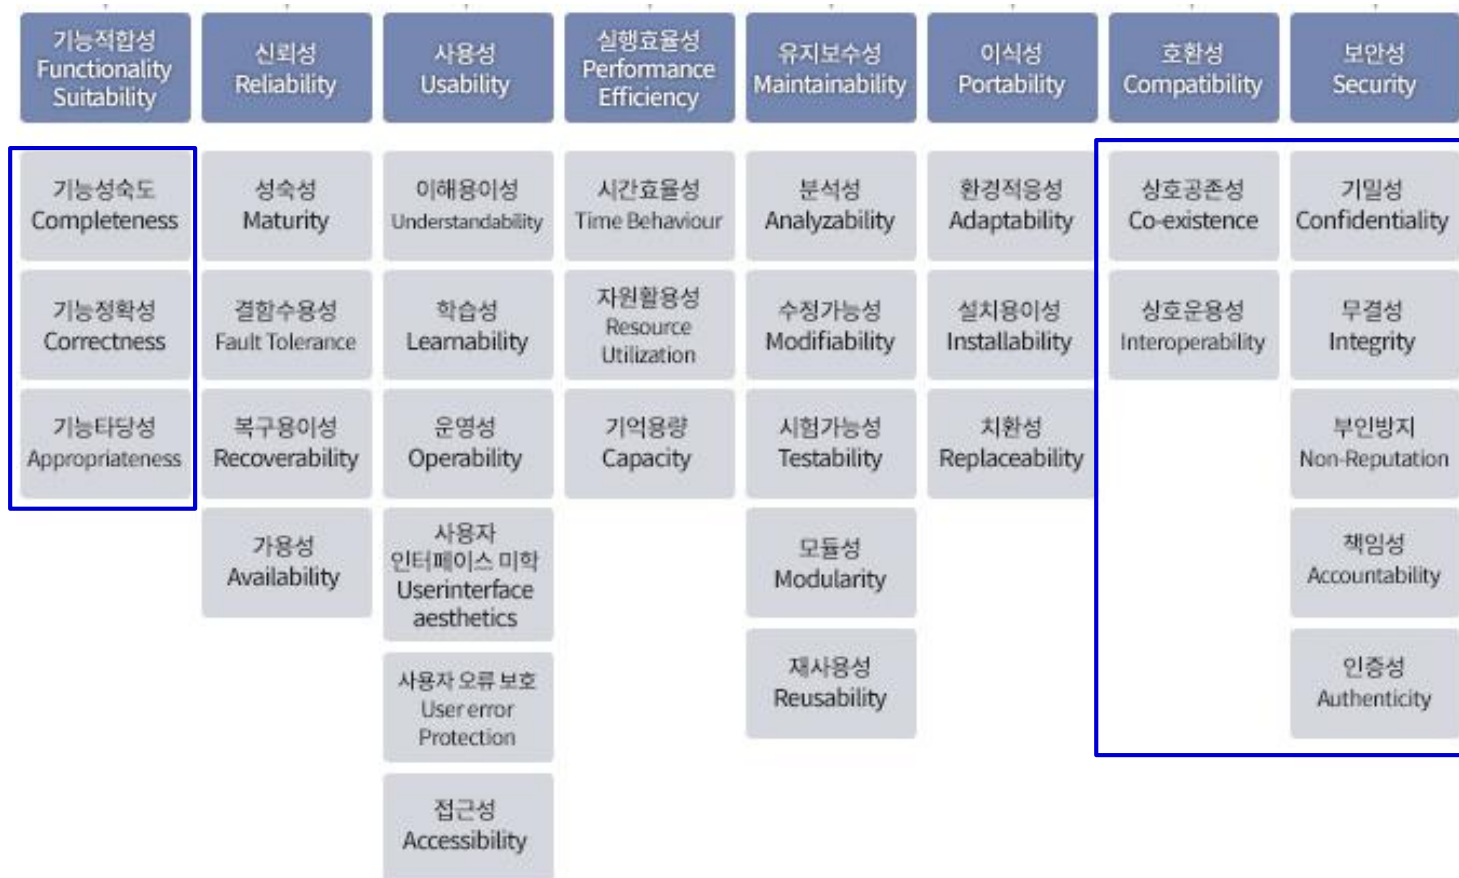 기능적합성
Functionality
Suitability
신뢰성
Reliability
사용성
Usability
실행효율성
Performance
Efficiency
유지보수성
Maintainability
이식성
Portability
호환성
Compatibility
보안성
Security
기능성숙도
Completeness
기능정확성
Correctness
기능타당성
Appropriateness
성숙성
Maturity
결함수용성
Fault Tolerance
복구용이성
Recoverability
가용성
Availability
이해용이성
Understandability
학습성
Learnability
운영성
Operability
사용자
인터페이스 미학
Userinterface
aesthetics
사용자 오류 보호
User error
Protection
접근성
Accessibility
시간효율성
Time Behaviour
자원활용성
Resource
Utilization
기억용량
Capacity
분석성
Analyzability
수정가능성
Modifiability
시험가능성
Testability
모듈성
Modularity
재사용성
Reusability
환경적응성
Adaptability
설치용이성
Installability
치환성
Replaceability
상호공존성
Co-existence
상호운용성
Interoperability
기밀성
Confidentiality
무결성
Integrity
부인방지
Non-Reputation
책임성
Accountability
인증성
Authenticity